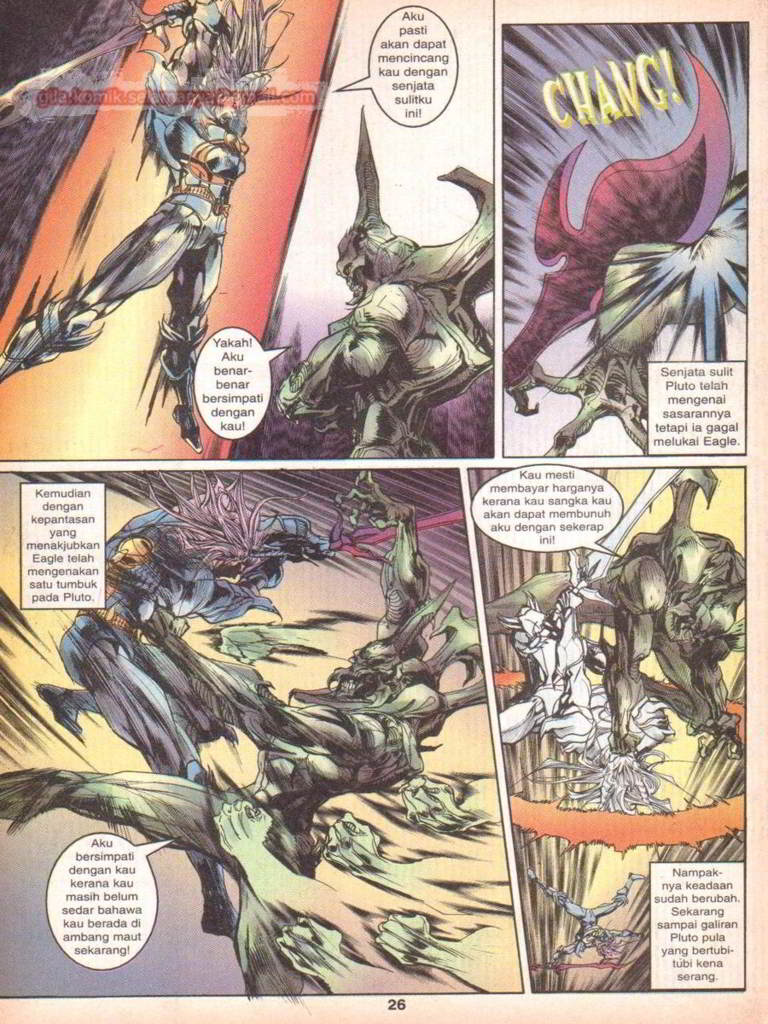 Aku
pasti
akan dapat
mencincang
kau dengan
senjata
sulitku
ini!
Yakah!
Aku
benar-
benar
bersimpati
dengan
kau!
CHANG!
Senjata sulit
Pluto telah
mengenai
sasarannya
tetapi ia gagal
melukai Eagle.
Kemudian
dengan
kepantasan
yang
menakjubkan
Eagle telah
mengenakan
satu tumbuk
pada Pluto.
Aku
bersimpati
dengan kau
kerana kau
masih belum
sedar bahawa
kau berada di
ambang maut
sekarang!
Kau mesti
membayar harganya
kerana kau sangka kau
akan dapat membunuh
aku dengan sekerap
ini!
Nampak-
nya keadaan
sudah berubah.
Sekarang
sampai galiran
Pluto pula
yang bertubi-
tubi kena
serang.
26